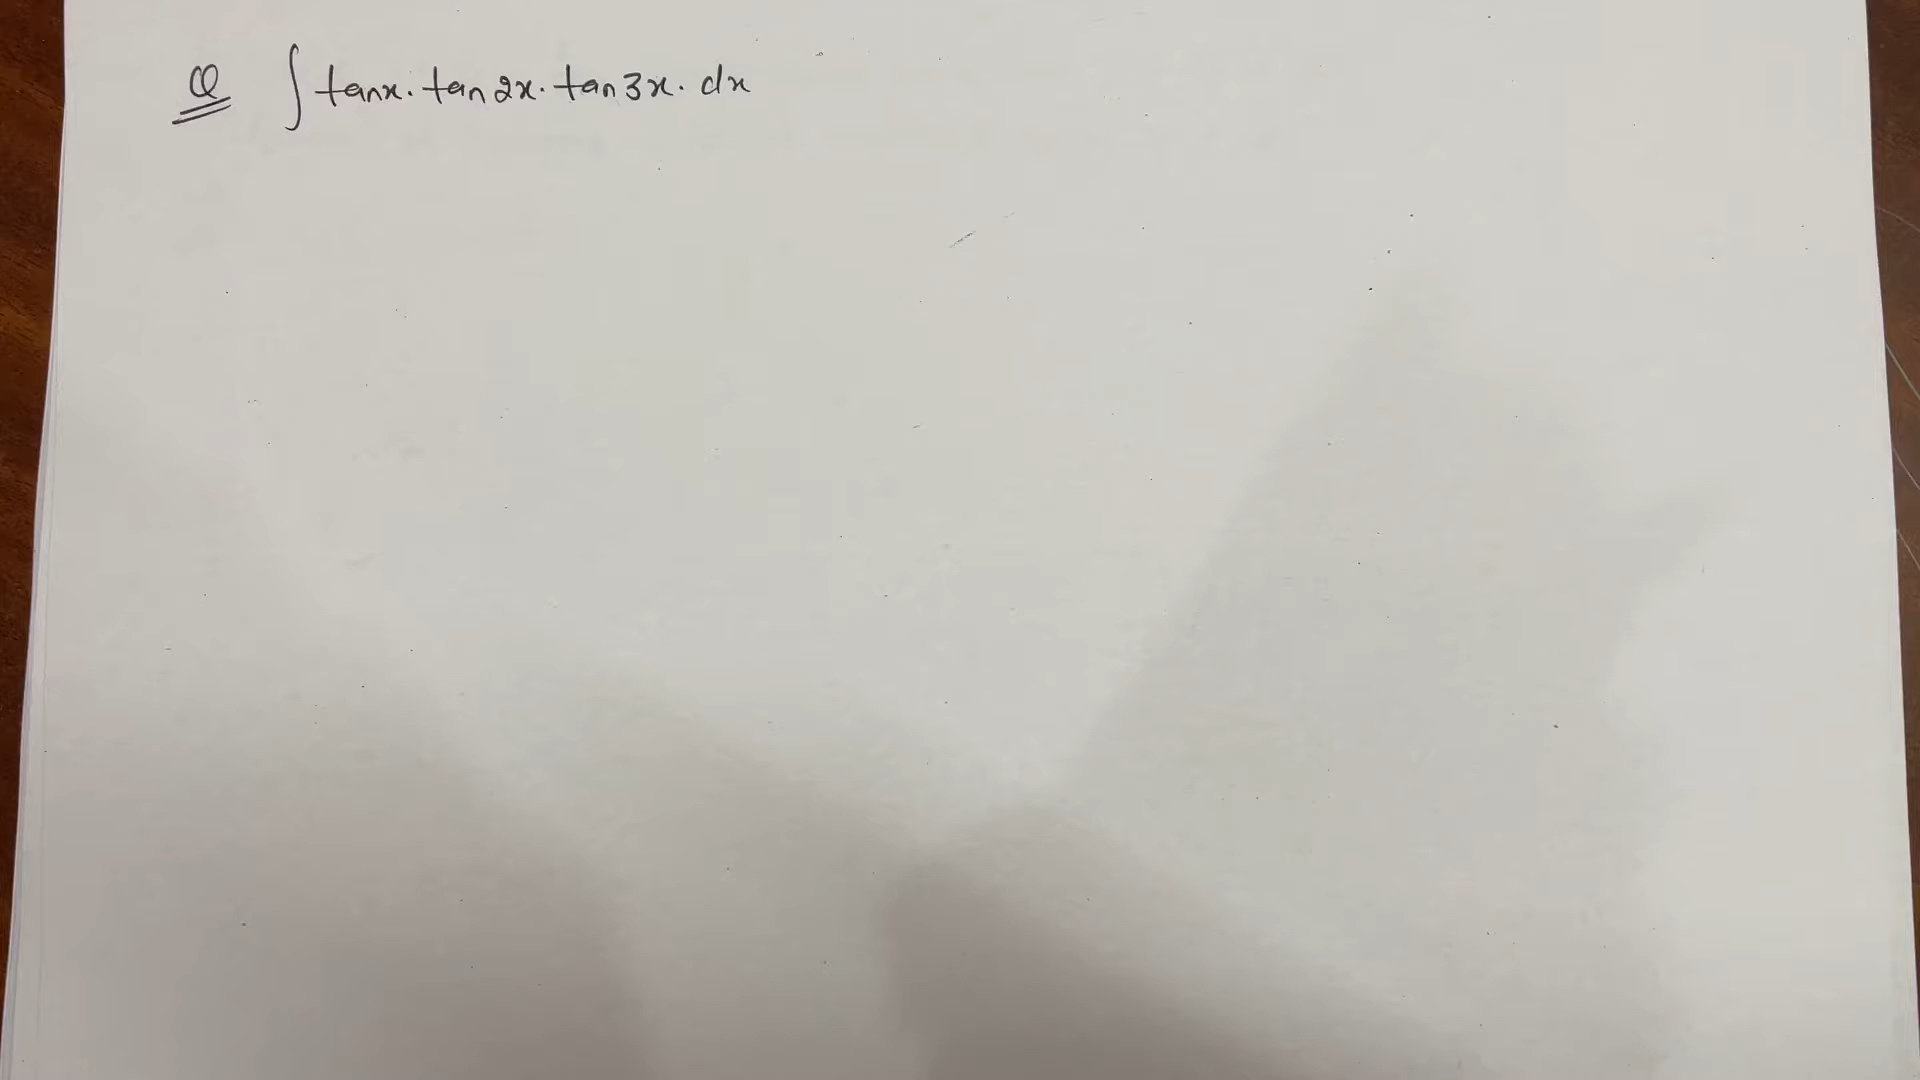 Q ∫ tanx. tan2x. tan3x. dx